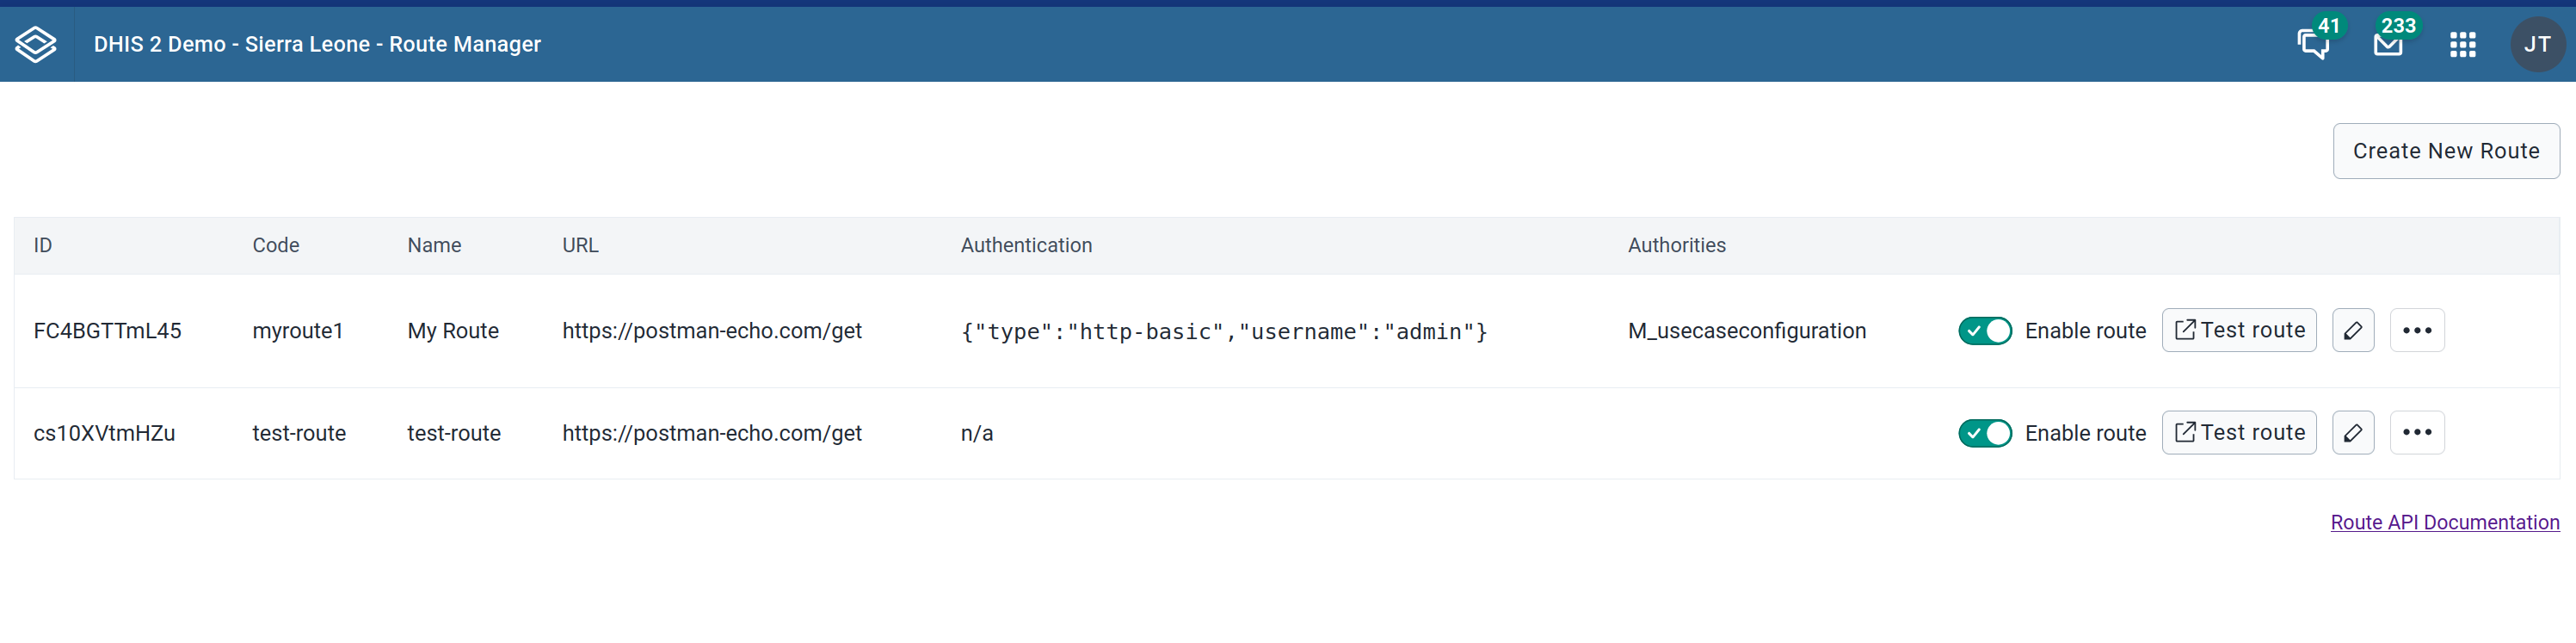 DHIS 2 Demo - Sierra Leone - Route Manager 41 233 JT
Create New Route
ID Code Name URL Authentication Authorities
FC4BGTTmL45 myroute1 My Route https://postman-echo.com/get {"type":"http-basic","username":"admin"} M_usecaseconfiguration Enable route Test route
cs10XVtmHZu test-route test-route https://postman-echo.com/get n/a Enable route Test route
Route API Documentation